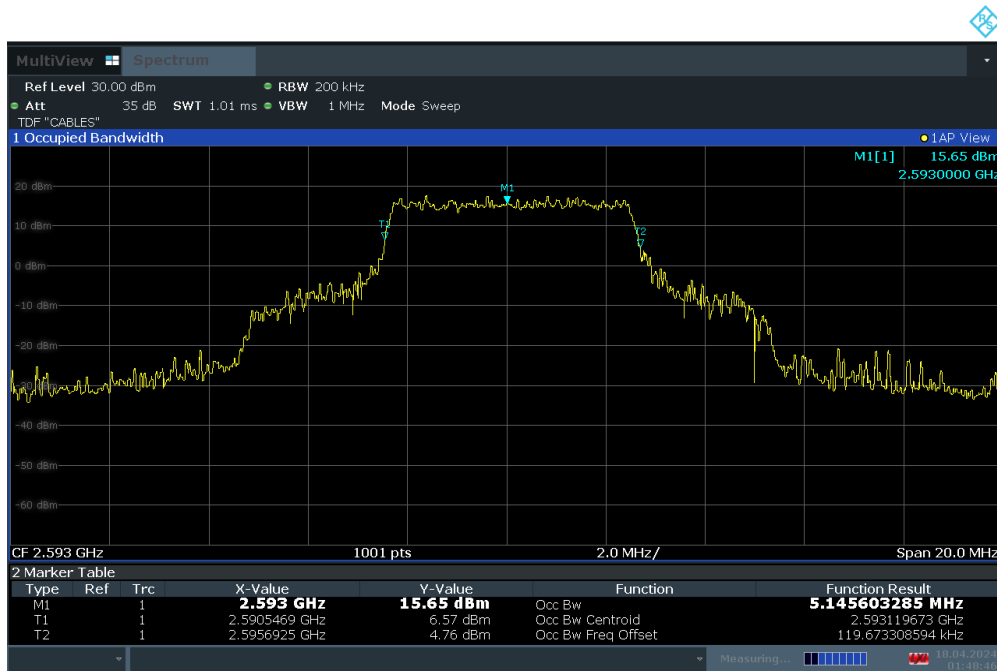 R&S
MultiView Spectrum
Ref Level 30.00 dBm RBW 200 kHz
Att 35 dB SWT 1.01 ms VBW 1 MHz Mode Sweep
TDF "CABLES"
1 Occupied Bandwidth 1AP View
M1[1] 15.65 dBm
2.5930000 GHz
20 dBm
M1
10 dBm
T1
T2
0 dBm
-10 dBm
-20 dBm
-30 dBm
-40 dBm
-50 dBm
-60 dBm
CF 2.593 GHz 1001 pts 2.0 MHz/ Span 20.0 MHz
2 Marker Table
Type Ref Trc X-Value Y-Value Function Function Result
M1 1 2.593 GHz 15.65 dBm Occ Bw 5.145603285 MHz
T1 1 2.5905469 GHz 6.57 dBm Occ Bw Centroid 2.593119673 GHz
T2 1 2.5956925 GHz 4.76 dBm Occ Bw Freq Offset 119.673308594 kHz
Measuring... 18.04.2024
01:48:46